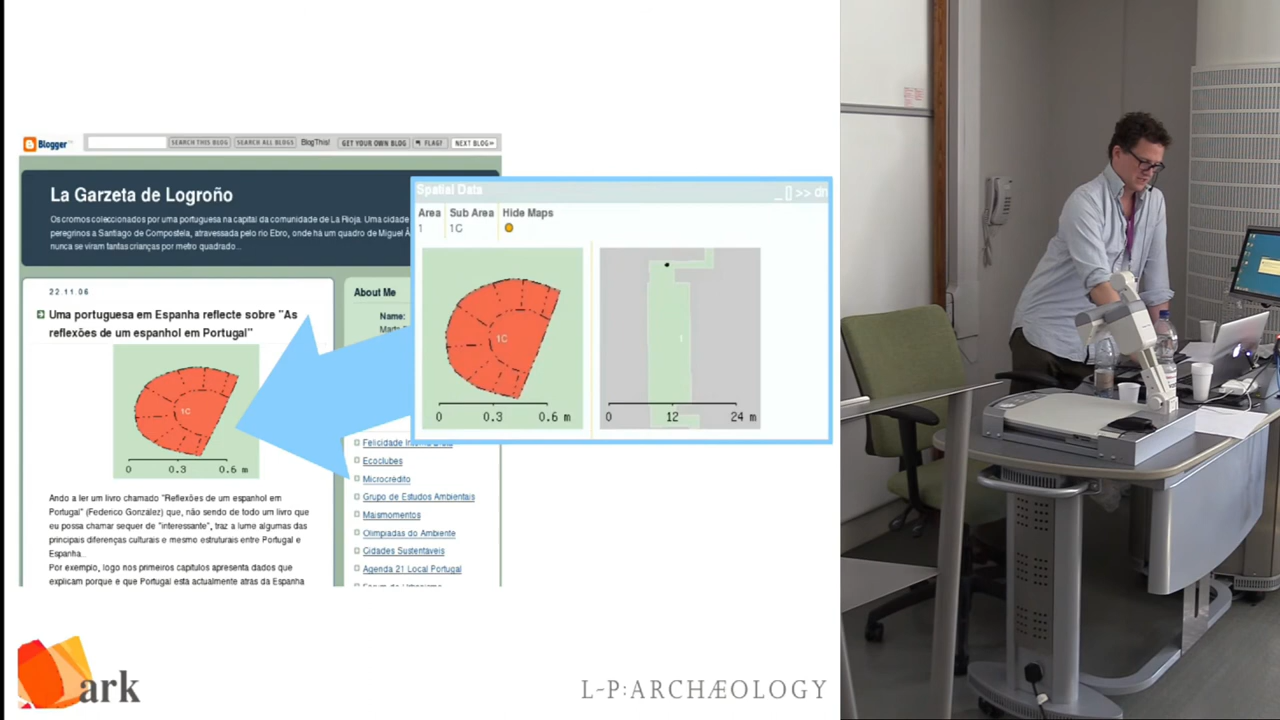 Blogger
SEARCH THIS BLOG
SEARCH ALL BLOGS
BlogThis!
GET YOUR OWN BLOG
FLAG?
NEXT BLOG»
La Garzeta de Logroño
Os cromos coleccionados por uma portuguesa na capital da comunidade de La Rioja. Uma cidade
peregrinos a Santiago de Compostela, atravessada pelo rio Ebro, onde há um quadro de Miguel
nunca se viram tantas crianças por metro quadrado...
22.11.06
Uma portuguesa em Espanha reflecte sobre "As
reflexões de um espanhol em Portugal"
1C
0 0.3 0.6 m
Ando a ler um livro chamado "Reflexões de um espanhol em
Portugal" (Federico Gonzalez) que, não sendo de todo um livro que
eu possa chamar sequer de "interessante", traz a lume algumas das
principais diferenças culturais e mesmo estruturais entre Portugal e
Espanha...
Por exemplo, logo nos primeiros capitulos apresenta dados que
explicam porque e que Portugal está actualmente atras da Espanha
About Me
Name:
Spatial Data
_ [] >> dn
Area Sub Area Hide Maps
1 1C
1C
0 0.3 0.6 m
1
0 12 24 m
Ecoclubes
Microcrédito
Grupo de Estudos Ambientais
Maismomentos
Olimpiadas do Ambiente
Cidades Sustentaveis
Agenda 21 Local Portugal
ark
L-P:ARCHÆOLOGY